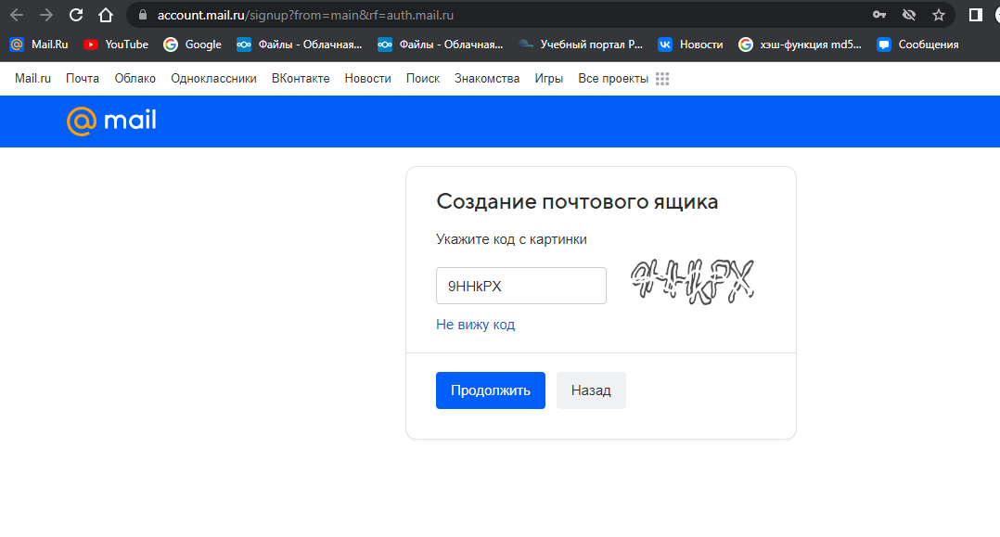 account.mail.ru/signup?from=main&rf=auth.mail.ru
Mail.Ru YouTube Google Файлы - Облачная... Файлы - Облачная... Учебный портал Р... Новости хэш-функция md5... Сообщения
Mail.ru Почта Облако Одноклассники ВКонтакте Новости Поиск Знакомства Игры Все проекты
@ mail
Создание почтового ящика
Укажите код с картинки
9HHkPX
Не вижу код
Продолжить Назад